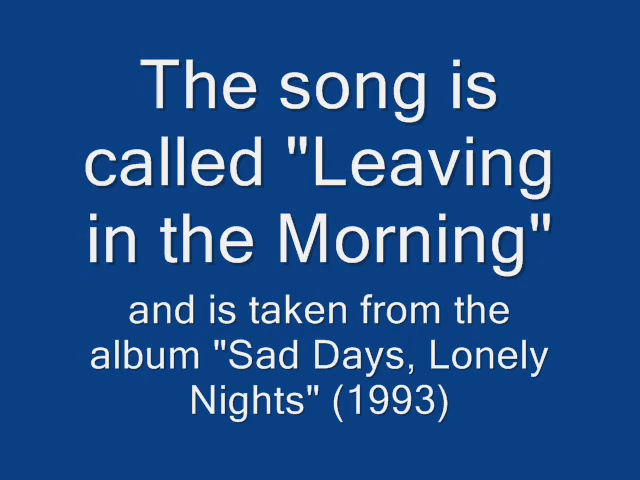 The song is
called "Leaving
in the Morning"
and is taken from the
album "Sad Days, Lonely
Nights" (1993)